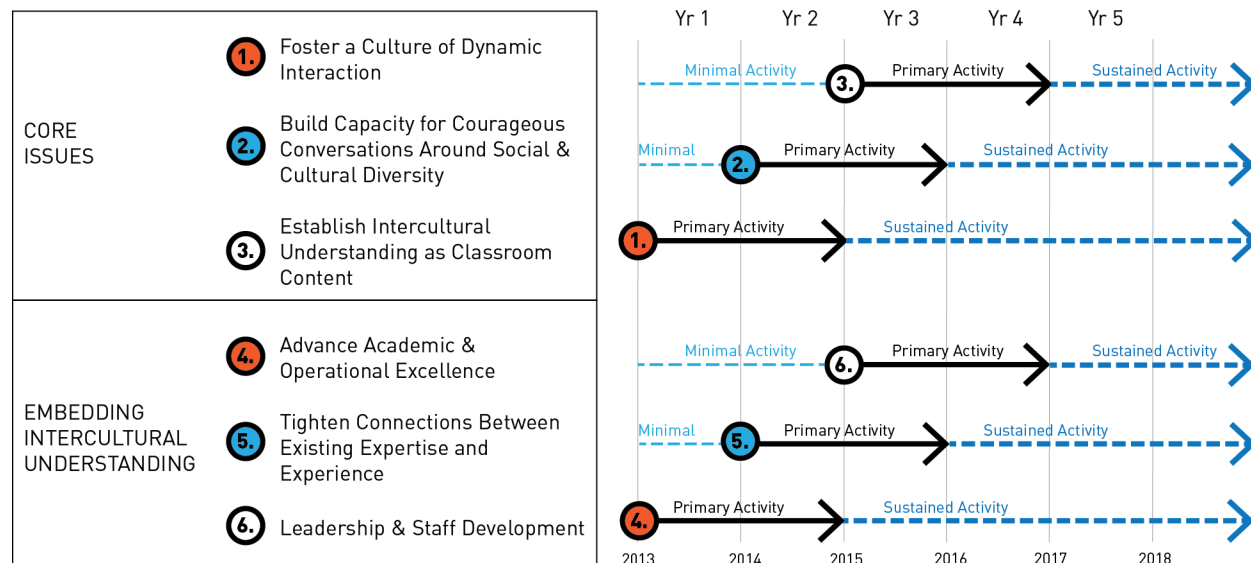 CORE
ISSUES
1.
Foster a Culture of Dynamic
Interaction
2.
Build Capacity for Courageous
Conversations Around Social &
Cultural Diversity
3.
Establish Intercultural
Understanding as Classroom
Content
EMBEDDING
INTERCULTURAL
UNDERSTANDING
4.
Advance Academic &
Operational Excellence
5.
Tighten Connections Between
Existing Expertise and
Experience
6.
Leadership & Staff Development
Yr 1 Yr 2 Yr 3 Yr 4 Yr 5
Minimal Activity 3. Primary Activity Sustained Activity
Minimal 2. Primary Activity Sustained Activity
1. Primary Activity Sustained Activity
Minimal Activity 6. Primary Activity Sustained Activity
Minimal 5. Primary Activity Sustained Activity
4. Primary Activity Sustained Activity
2013 2014 2015 2016 2017 2018